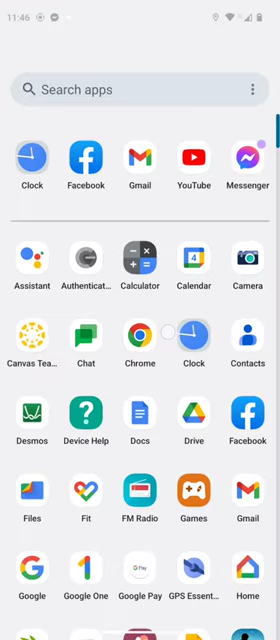 11:46
Search apps
Clock Facebook Gmail YouTube Messenger
Assistant Authenticat... Calculator Calendar Camera
4
Canvas Tea... Chat Chrome Clock Contacts
Desmos Device Help Docs Drive Facebook
Files Fit FM Radio Games Gmail
G Pay
Google Google One Google Pay GPS Essent... Home